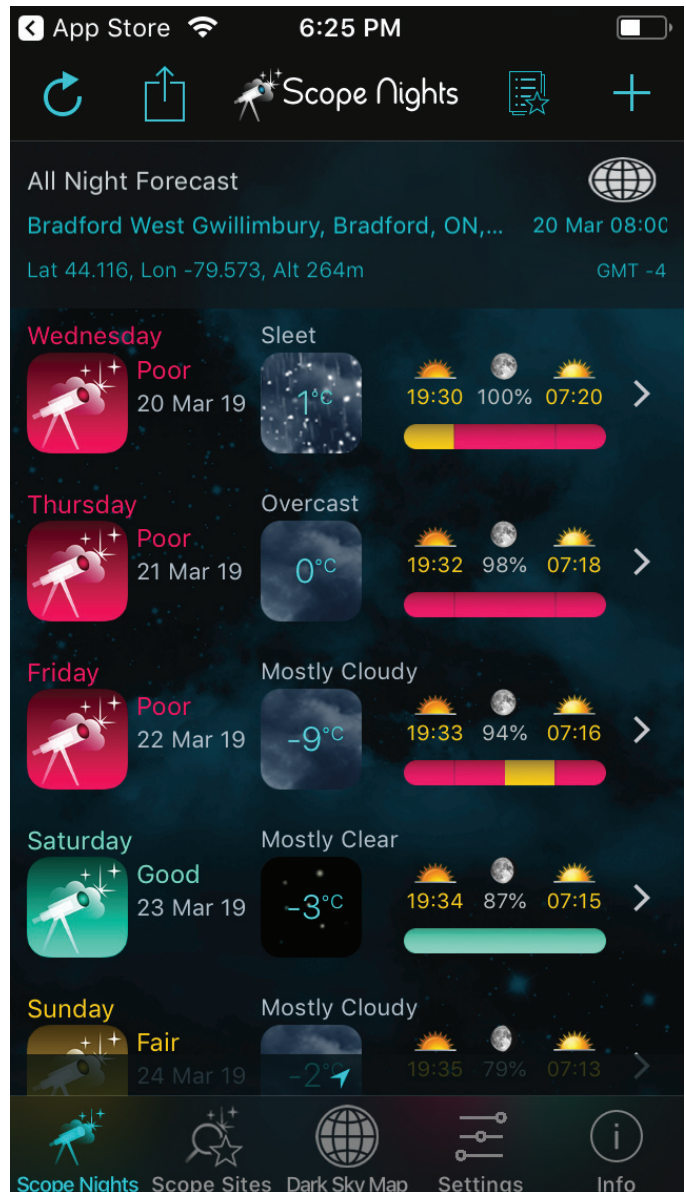 App Store 6:25 PM
Scope Nights
All Night Forecast
Bradford West Gwillimbury, Bradford, ON,... 20 Mar 08:00
Lat 44.116, Lon -79.573, Alt 264m GMT -4
Wednesday Sleet
Poor
20 Mar 19 1°C 19:30 100% 07:20
Thursday Overcast
Poor
21 Mar 19 0°C 19:32 98% 07:18
Friday Mostly Cloudy
Poor
22 Mar 19 -9°C 19:33 94% 07:16
Saturday Mostly Clear
Good
23 Mar 19 -3°C 19:34 87% 07:15
Sunday Mostly Cloudy
Fair
24 Mar 19 -2°C 19:35 79% 07:13
Scope Nights Scope Sites Dark Sky Map Settings Info